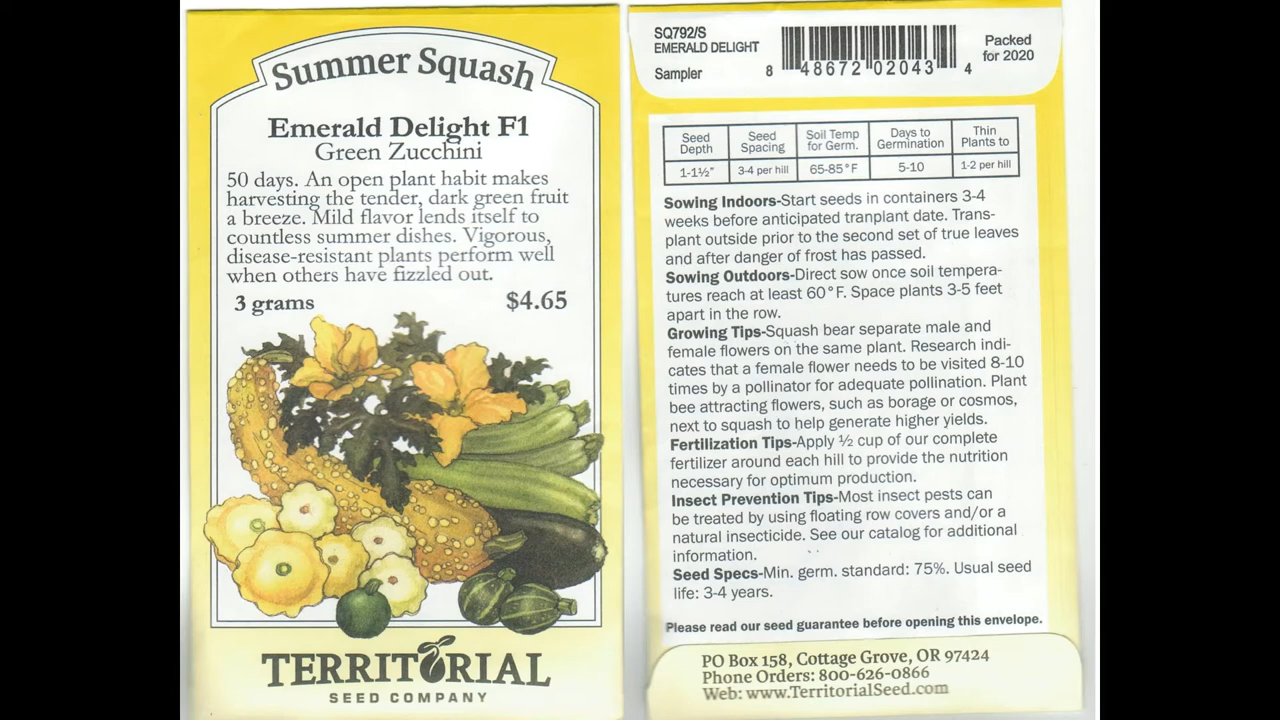 Summer Squash
Emerald Delight F1
Green Zucchini
50 days. An open plant habit makes
harvesting the tender, dark green fruit
a breeze. Mild flavor lends itself to
countless summer dishes. Vigorous,
disease-resistant plants perform well
when others have fizzled out.
3 grams $4.65
TERRITORIAL
SEED COMPANY
SQ792/S
EMERALD DELIGHT
Sampler
8 48672 02043 4
Packed
for 2020
Seed Depth Seed Spacing Soil Temp for Germ. Days to Germination Thin Plants to
1-1½" 3-4 per hill 65-85°F 5-10 1-2 per hill
Sowing Indoors-Start seeds in containers 3-4
weeks before anticipated tranplant date. Trans-
plant outside prior to the second set of true leaves
and after danger of frost has passed.
Sowing Outdoors-Direct sow once soil tempera-
tures reach at least 60°F. Space plants 3-5 feet
apart in the row.
Growing Tips-Squash bear separate male and
female flowers on the same plant. Research indi-
cates that a female flower needs to be visited 8-10
times by a pollinator for adequate pollination. Plant
bee attracting flowers, such as borage or cosmos,
next to squash to help generate higher yields.
Fertilization Tips-Apply ½ cup of our complete
fertilizer around each hill to provide the nutrition
necessary for optimum production.
Insect Prevention Tips-Most insect pests can
be treated by using floating row covers and/or a
natural insecticide. See our catalog for additional
information.
Seed Specs-Min. germ. standard: 75%. Usual seed
life: 3-4 years.
Please read our seed guarantee before opening this envelope.
PO Box 158, Cottage Grove, OR 97424
Phone Orders: 800-626-0866
Web: www.TerritorialSeed.com